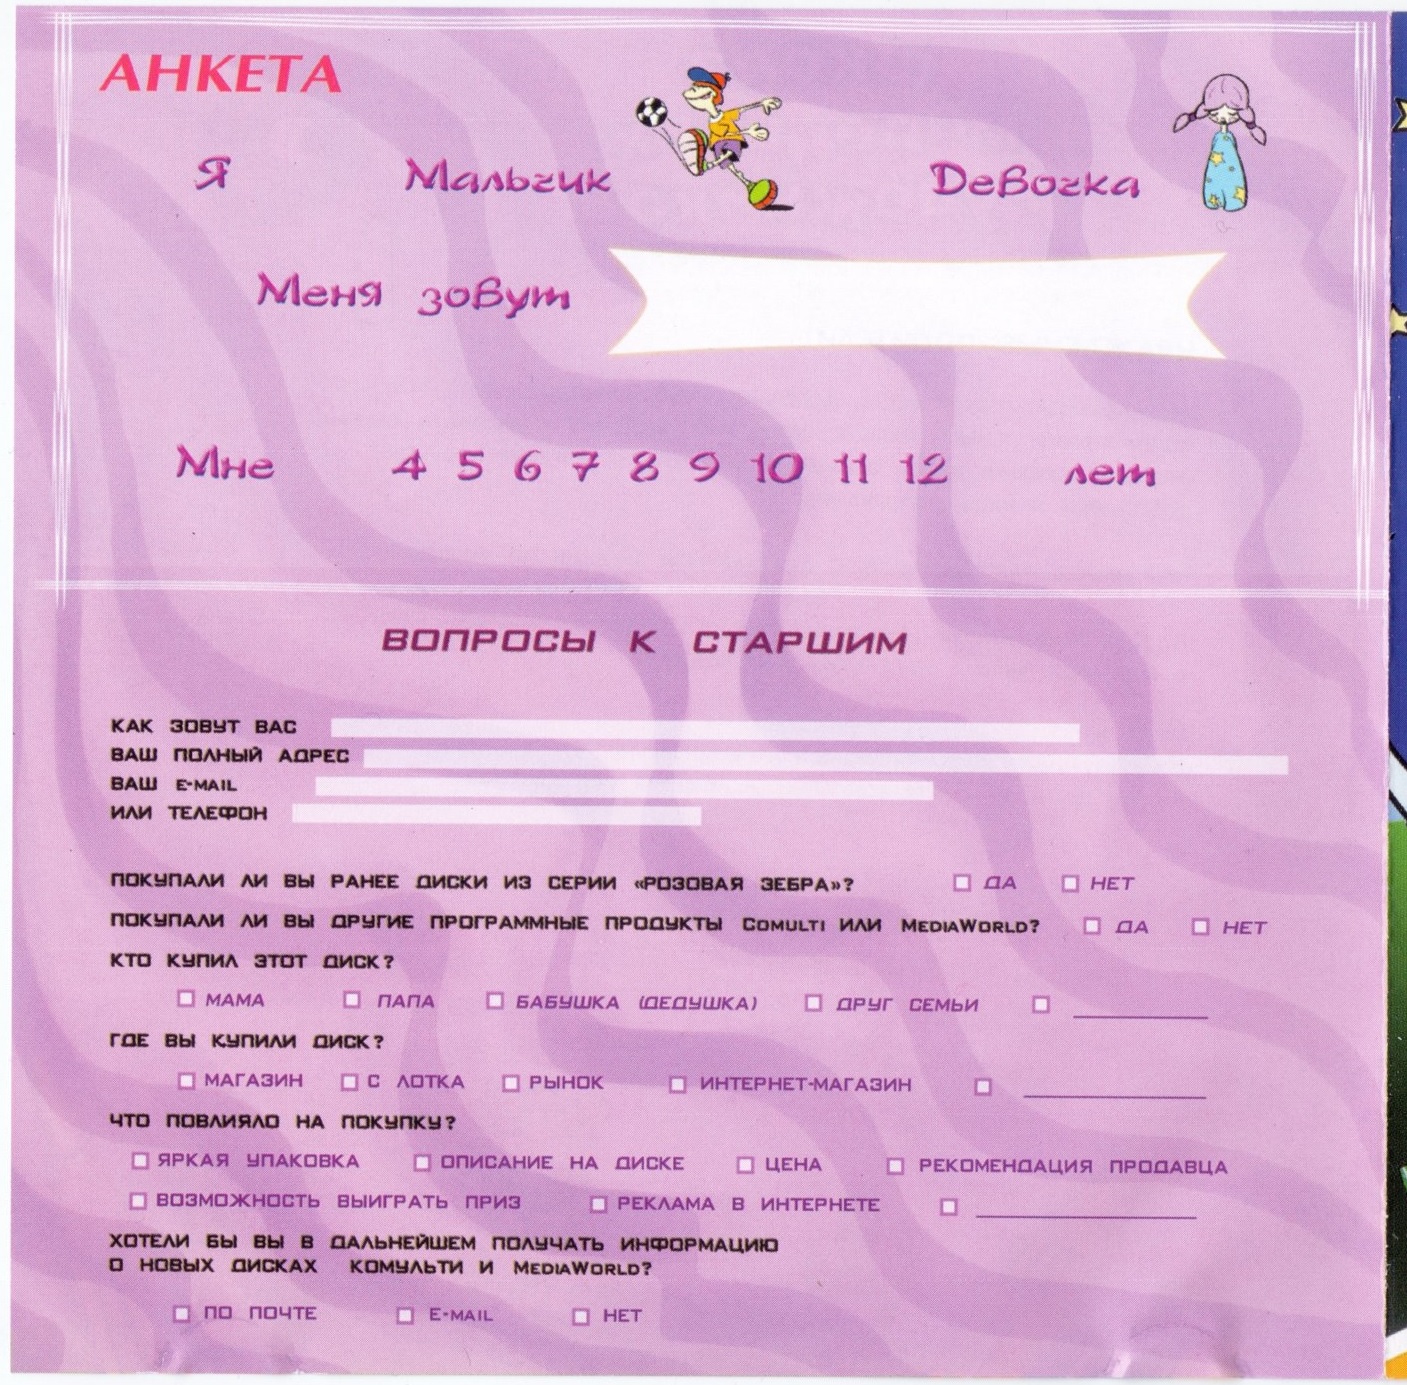 АНКЕТА
Я Мальчик Девочка
Меня зовут
Мне 4 5 6 7 8 9 10 11 12 лет
ВОПРОСЫ К СТАРШИМ
КАК ЗОВУТ ВАС
ВАШ ПОЛНЫЙ АДРЕС
ВАШ E-MAIL
ИЛИ ТЕЛЕФОН
ПОКУПАЛИ ЛИ ВЫ РАНЕЕ ДИСКИ ИЗ СЕРИИ «РОЗОВАЯ ЗЕБРА»? ДА НЕТ
ПОКУПАЛИ ЛИ ВЫ ДРУГИЕ ПРОГРАММНЫЕ ПРОДУКТЫ COMULTI ИЛИ MEDIAWORLD? ДА НЕТ
КТО КУПИЛ ЭТОТ ДИСК?
МАМА ПАПА БАБУШКА (ДЕДУШКА) ДРУГ СЕМЬИ
ГДЕ ВЫ КУПИЛИ ДИСК?
МАГАЗИН С ЛОТКА РЫНОК ИНТЕРНЕТ-МАГАЗИН
ЧТО ПОВЛИЯЛО НА ПОКУПКУ?
ЯРКАЯ УПАКОВКА ОПИСАНИЕ НА ДИСКЕ ЦЕНА РЕКОМЕНДАЦИЯ ПРОДАВЦА
ВОЗМОЖНОСТЬ ВЫИГРАТЬ ПРИЗ РЕКЛАМА В ИНТЕРНЕТЕ
ХОТЕЛИ БЫ ВЫ В ДАЛЬНЕЙШЕМ ПОЛУЧАТЬ ИНФОРМАЦИЮ
О НОВЫХ ДИСКАХ КОМУЛЬТИ И MEDIAWORLD?
ПО ПОЧТЕ E-MAIL НЕТ